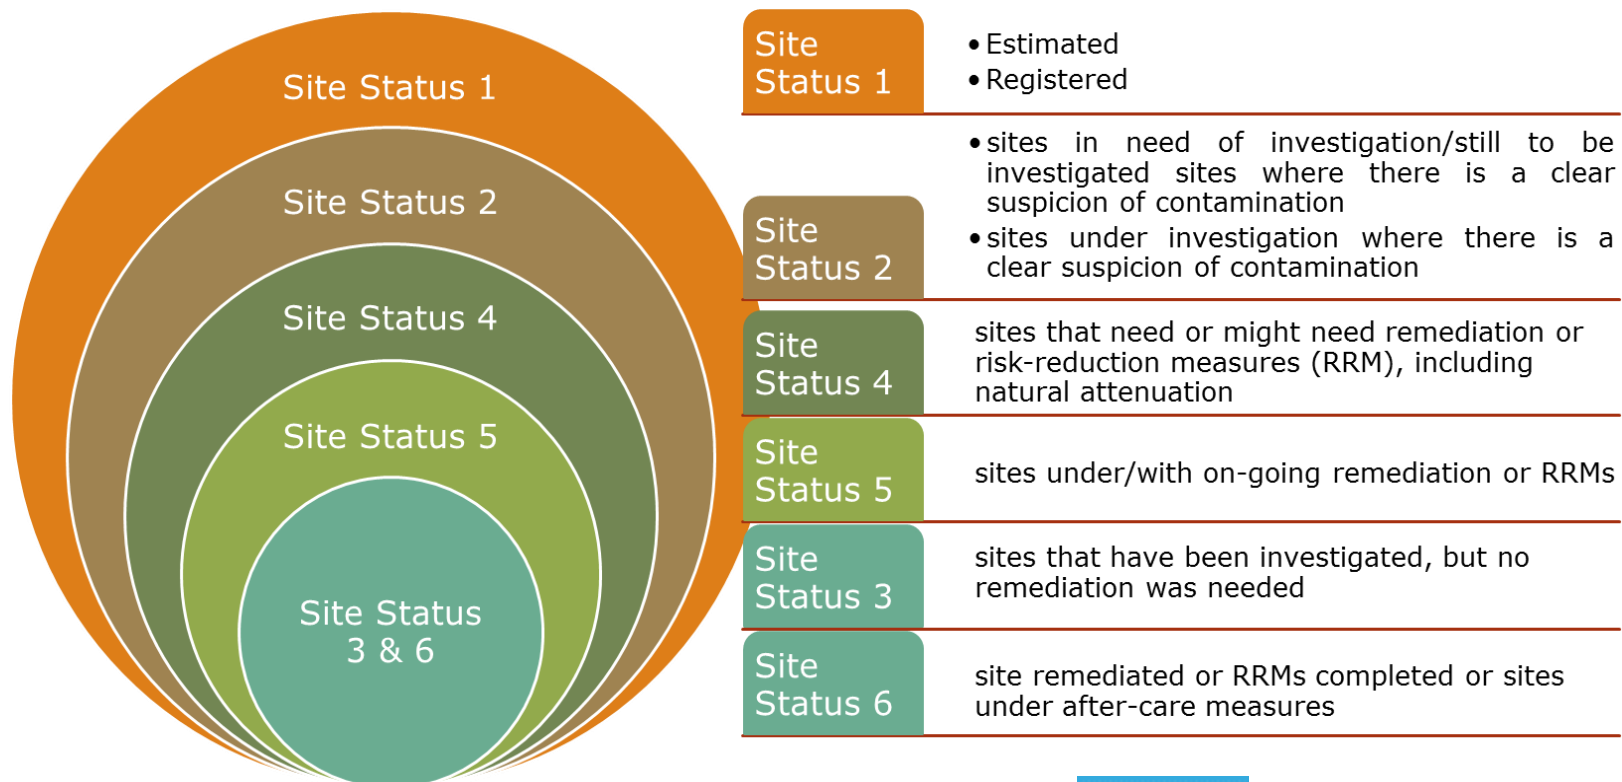 Site Status 1
Site Status 2
Site Status 4
Site Status 5
Site Status
3 & 6
Site
Status 1
• Estimated
• Registered
Site
Status 2
• sites in need of investigation/still to be
investigated sites where there is a clear
suspicion of contamination
• sites under investigation where there is a
clear suspicion of contamination
Site
Status 4
sites that need or might need remediation or
risk-reduction measures (RRM), including
natural attenuation
Site
Status 5
sites under/with on-going remediation or RRMs
Site
Status 3
sites that have been investigated, but no
remediation was needed
Site
Status 6
site remediated or RRMs completed or sites
under after-care measures